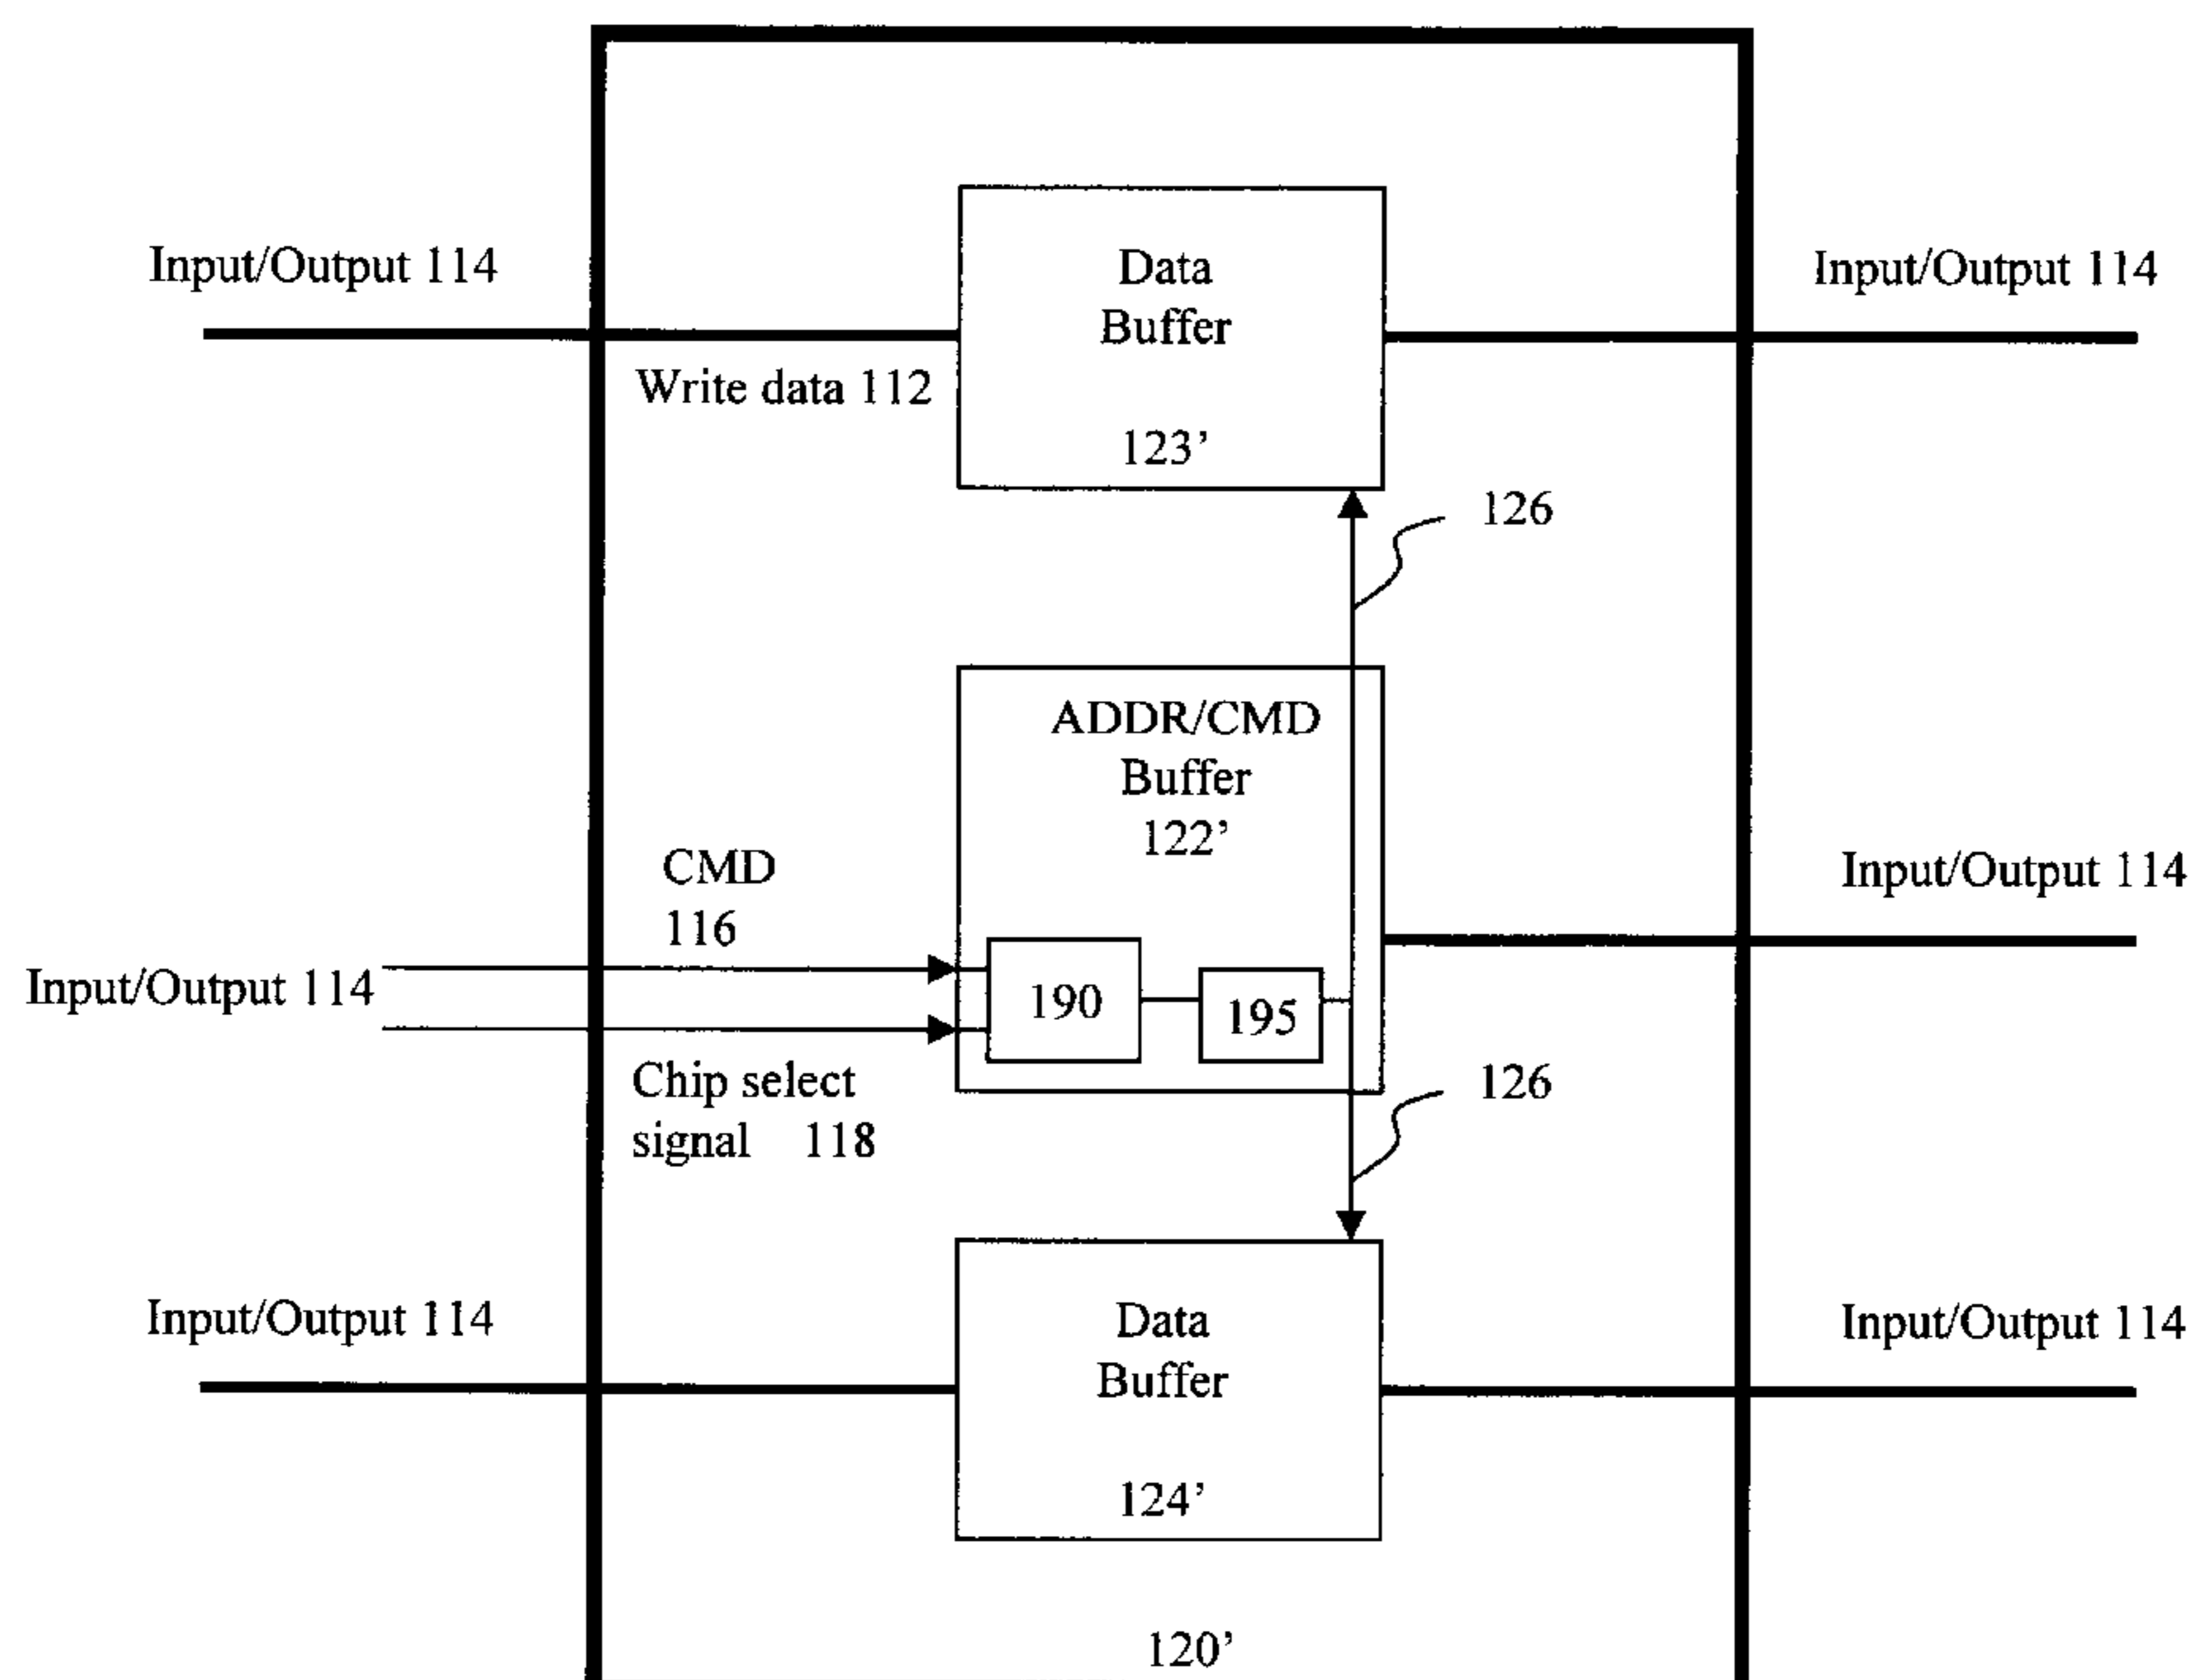 Input/Output 114
Input/Output 114
Data
Buffer
Write data 112
123’
126
ADDR/CMD
Buffer
122’
CMD
116
Input/Output 114
Input/Output 114
190
195
Chip select
signal 118
126
Input/Output 114
Input/Output 114
Data
Buffer
124’
120’